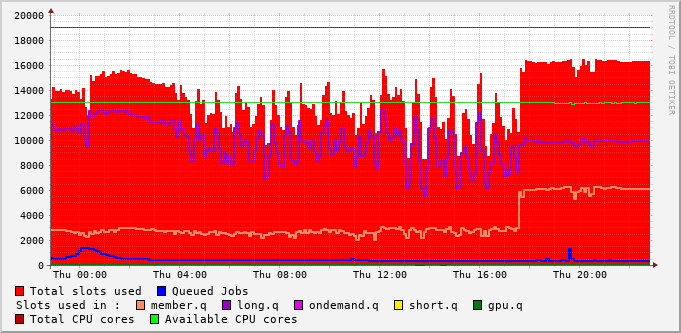 20000
18000
16000
14000
12000
10000
8000
6000
4000
2000
0
Thu 00:00 Thu 04:00 Thu 08:00 Thu 12:00 Thu 16:00 Thu 20:00
RRDTOOL / TOBI OETIKER
Total slots used Queued Jobs
Slots used in : member.q long.q ondemand.q short.q gpu.q
Total CPU cores Available CPU cores